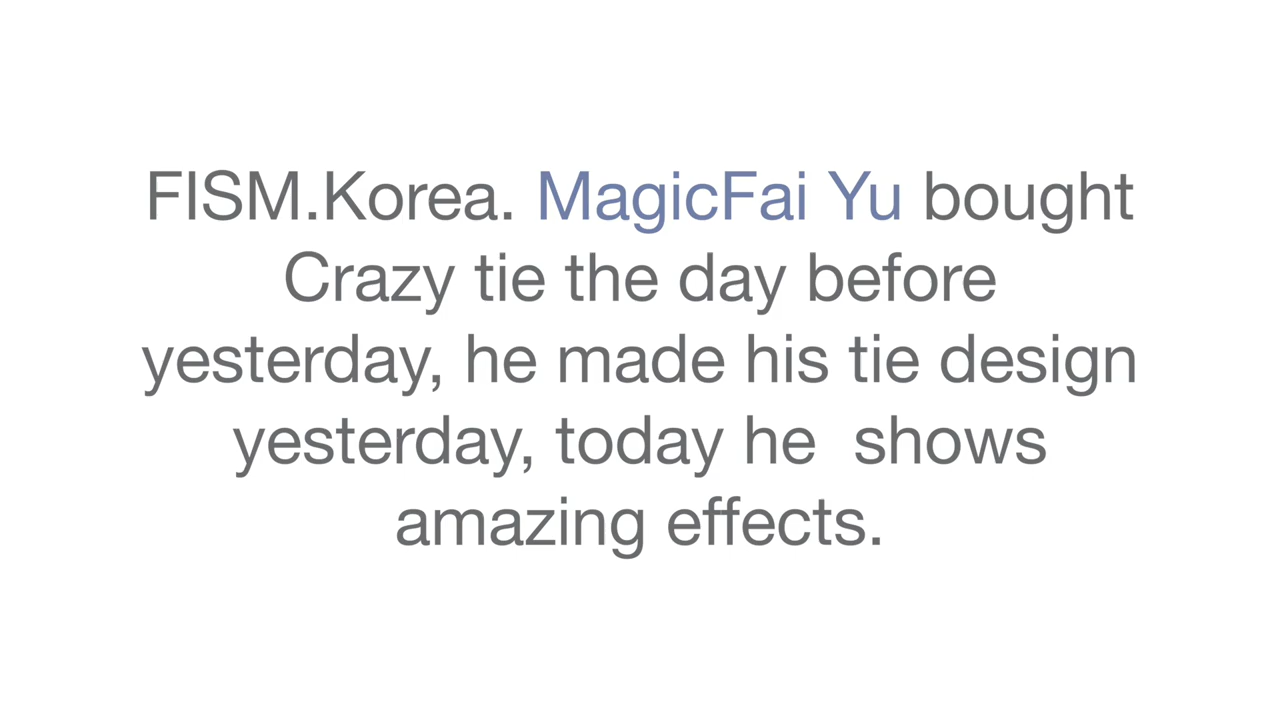 FISM.Korea. MagicFai Yu bought
Crazy tie the day before
yesterday, he made his tie design
yesterday, today he  shows
amazing effects.